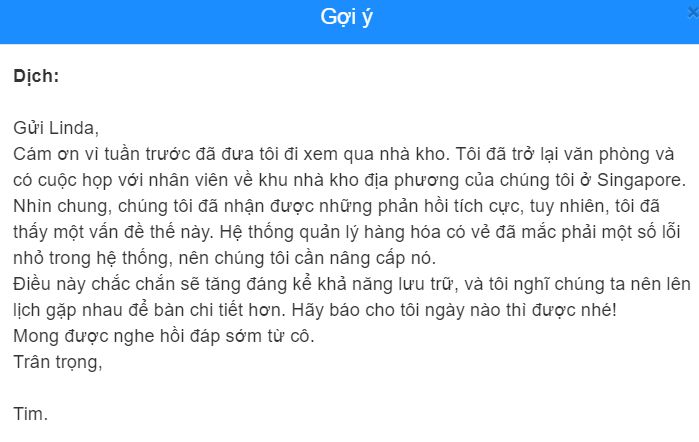 Gợi ý
Dịch:
Gửi Linda,
Cám ơn vì tuần trước đã đưa tôi đi xem qua nhà kho. Tôi đã trở lại văn phòng và
có cuộc họp với nhân viên về khu nhà kho địa phương của chúng tôi ở Singapore.
Nhìn chung, chúng tôi đã nhận được những phản hồi tích cực, tuy nhiên, tôi đã
thấy một vấn đề thế này. Hệ thống quản lý hàng hóa có vẻ đã mắc phải một số lỗi
nhỏ trong hệ thống, nên chúng tôi cần nâng cấp nó.
Điều này chắc chắn sẽ tăng đáng kể khả năng lưu trữ, và tôi nghĩ chúng ta nên lên
lịch gặp nhau để bàn chi tiết hơn. Hãy báo cho tôi ngày nào thì được nhé!
Mong được nghe hồi đáp sớm từ cô.
Trân trọng,
Tim.